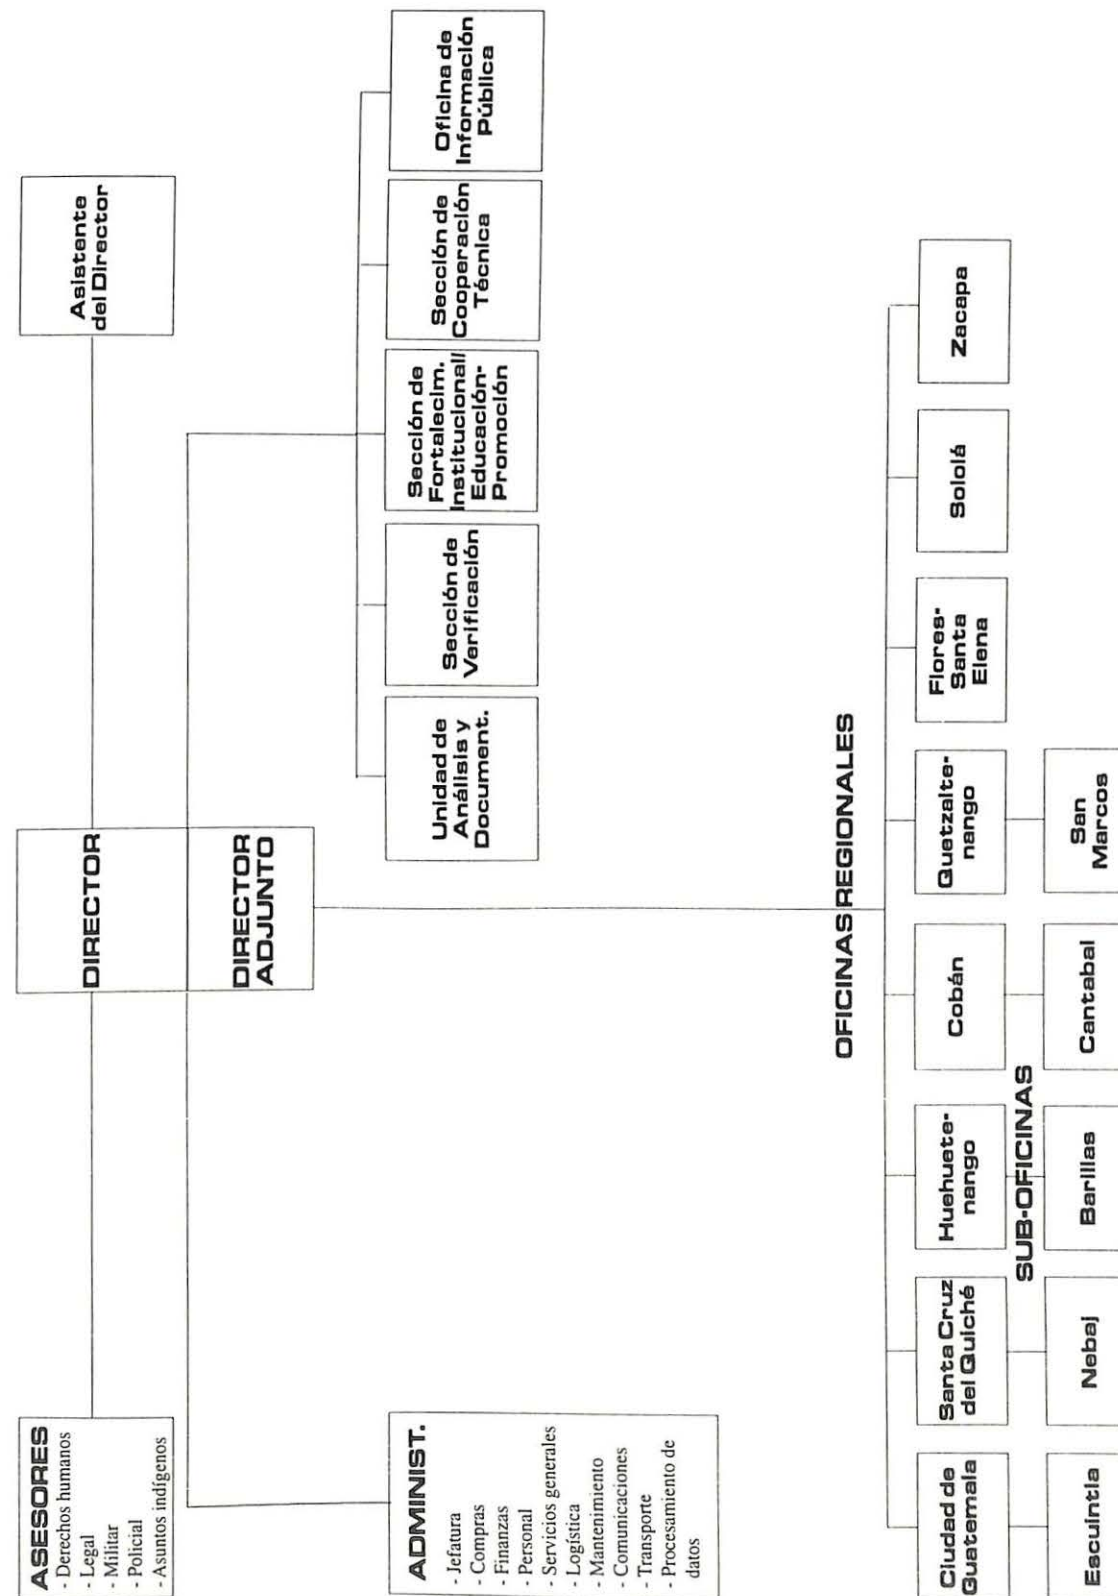 ASESORES
- Derechos humanos
- Legal
- Militar
- Policial
- Asuntos indígenos
DIRECTOR
DIRECTOR
ADJUNTO
Asistente
del Director
ADMINIST.
- Jefatura
- Compras
- Finanzas
- Personal
- Servicios generales
- Logística
- Mantenimiento
- Comunicaciones
- Transporte
- Procesamiento de
datos
Unidad de
Análisis y
Document.
Sección de
Verificación
Sección de
Fortalecim.
Institucional/
Educación-
Promoción
Sección de
Cooperación
Técnica
Oficina de
Información
Pública
OFICINAS REGIONALES
Ciudad de
Guatemala
Santa Cruz
del Quiché
Huehuete-
nango
Cobán
Quetzalte-
nango
Flores-
Santa
Elena
Sololá
Zacapa
SUB-OFICINAS
Escuintla
Nebaj
Barillas
Cantabal
San
Marcos